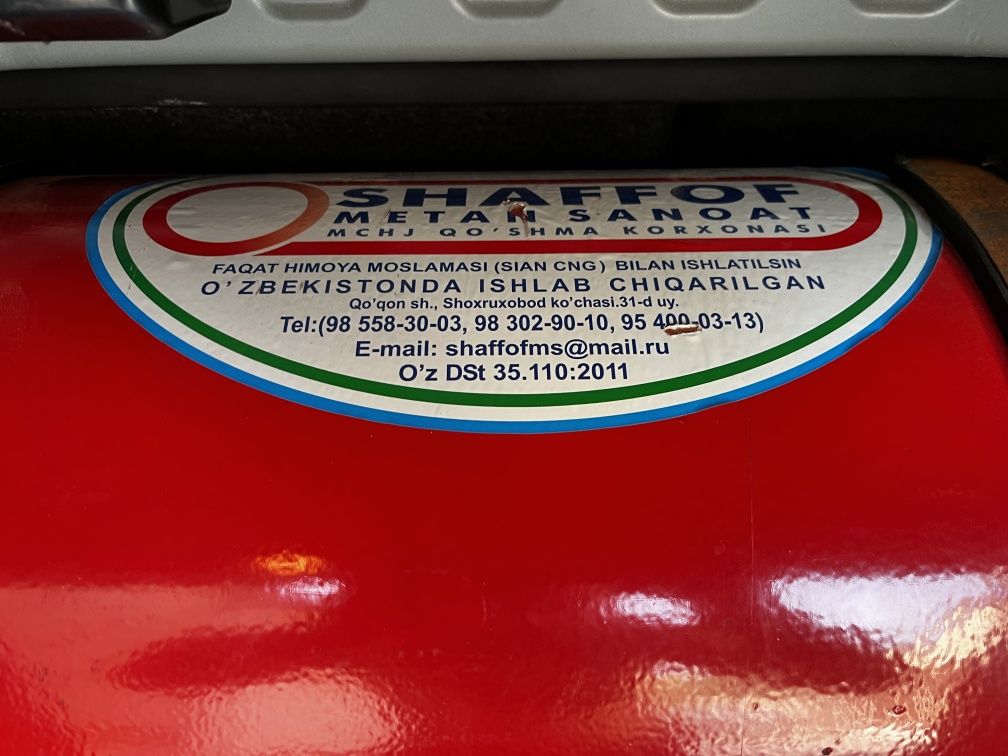 SHAFFOF
METAN SANOAT
MCHJ QO'SHMA KORXONASI
FAQAT HIMOYA MOSLAMASI (SIAN CNG) BILAN ISHLATILSIN
O'ZBEKISTONDA ISHLAB CHIQARILGAN
Qo'qon sh., Shoxruxobod ko'chasi.31-d uy.
Tel:(98 558-30-03, 98 302-90-10, 95 400-03-13)
E-mail: shaffofms@mail.ru
O'z DSt 35.110:2011